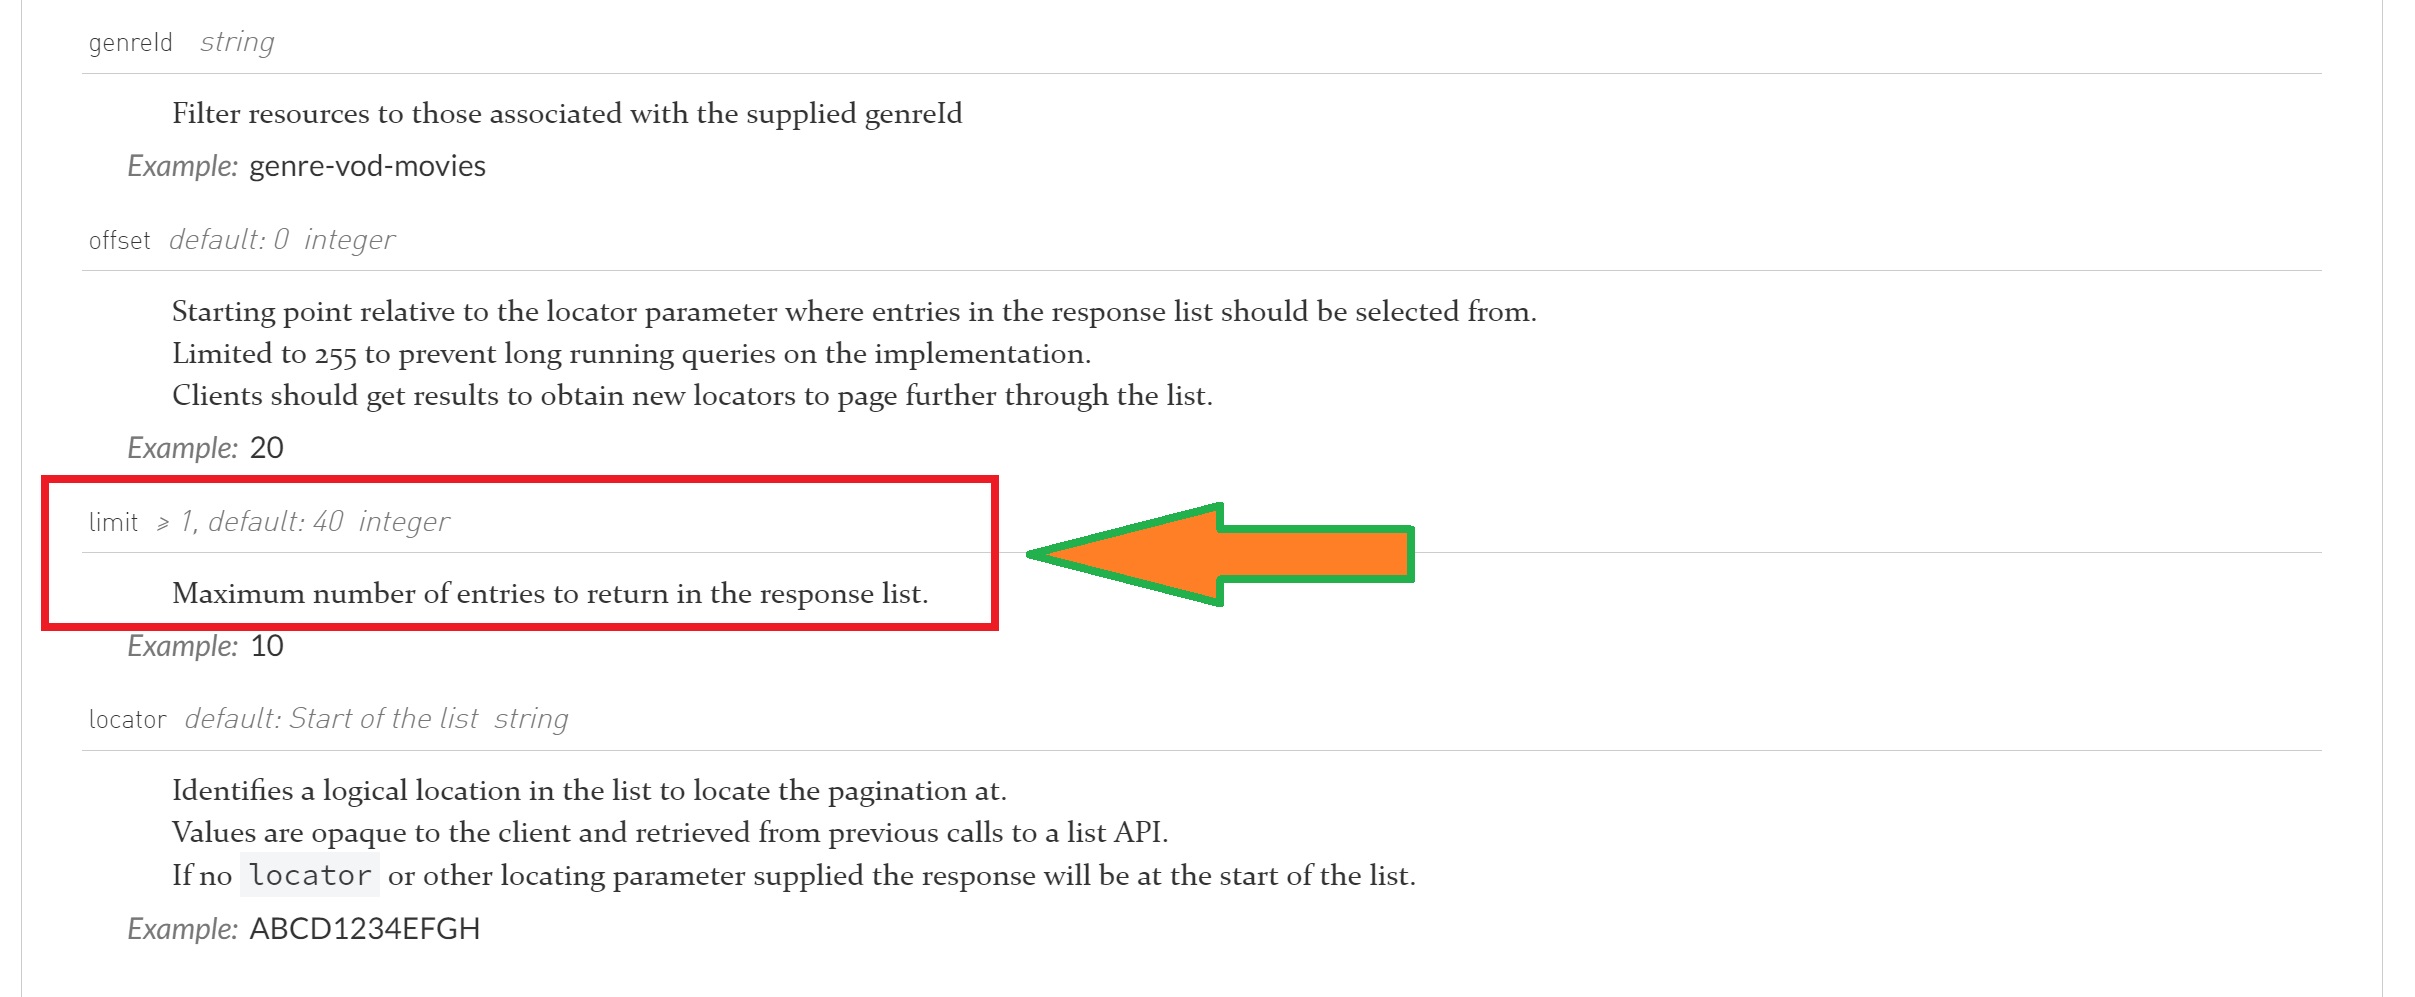 genreId string
Filter resources to those associated with the supplied genreId
Example: genre-vod-movies
offset default: 0 integer
Starting point relative to the locator parameter where entries in the response list should be selected from.
Limited to 255 to prevent long running queries on the implementation.
Clients should get results to obtain new locators to page further through the list.
Example: 20
limit ⩾ 1, default: 40 integer
Maximum number of entries to return in the response list.
Example: 10
locator default: Start of the list string
Identifies a logical location in the list to locate the pagination at.
Values are opaque to the client and retrieved from previous calls to a list API.
If no locator or other locating parameter supplied the response will be at the start of the list.
Example: ABCD1234EFGH